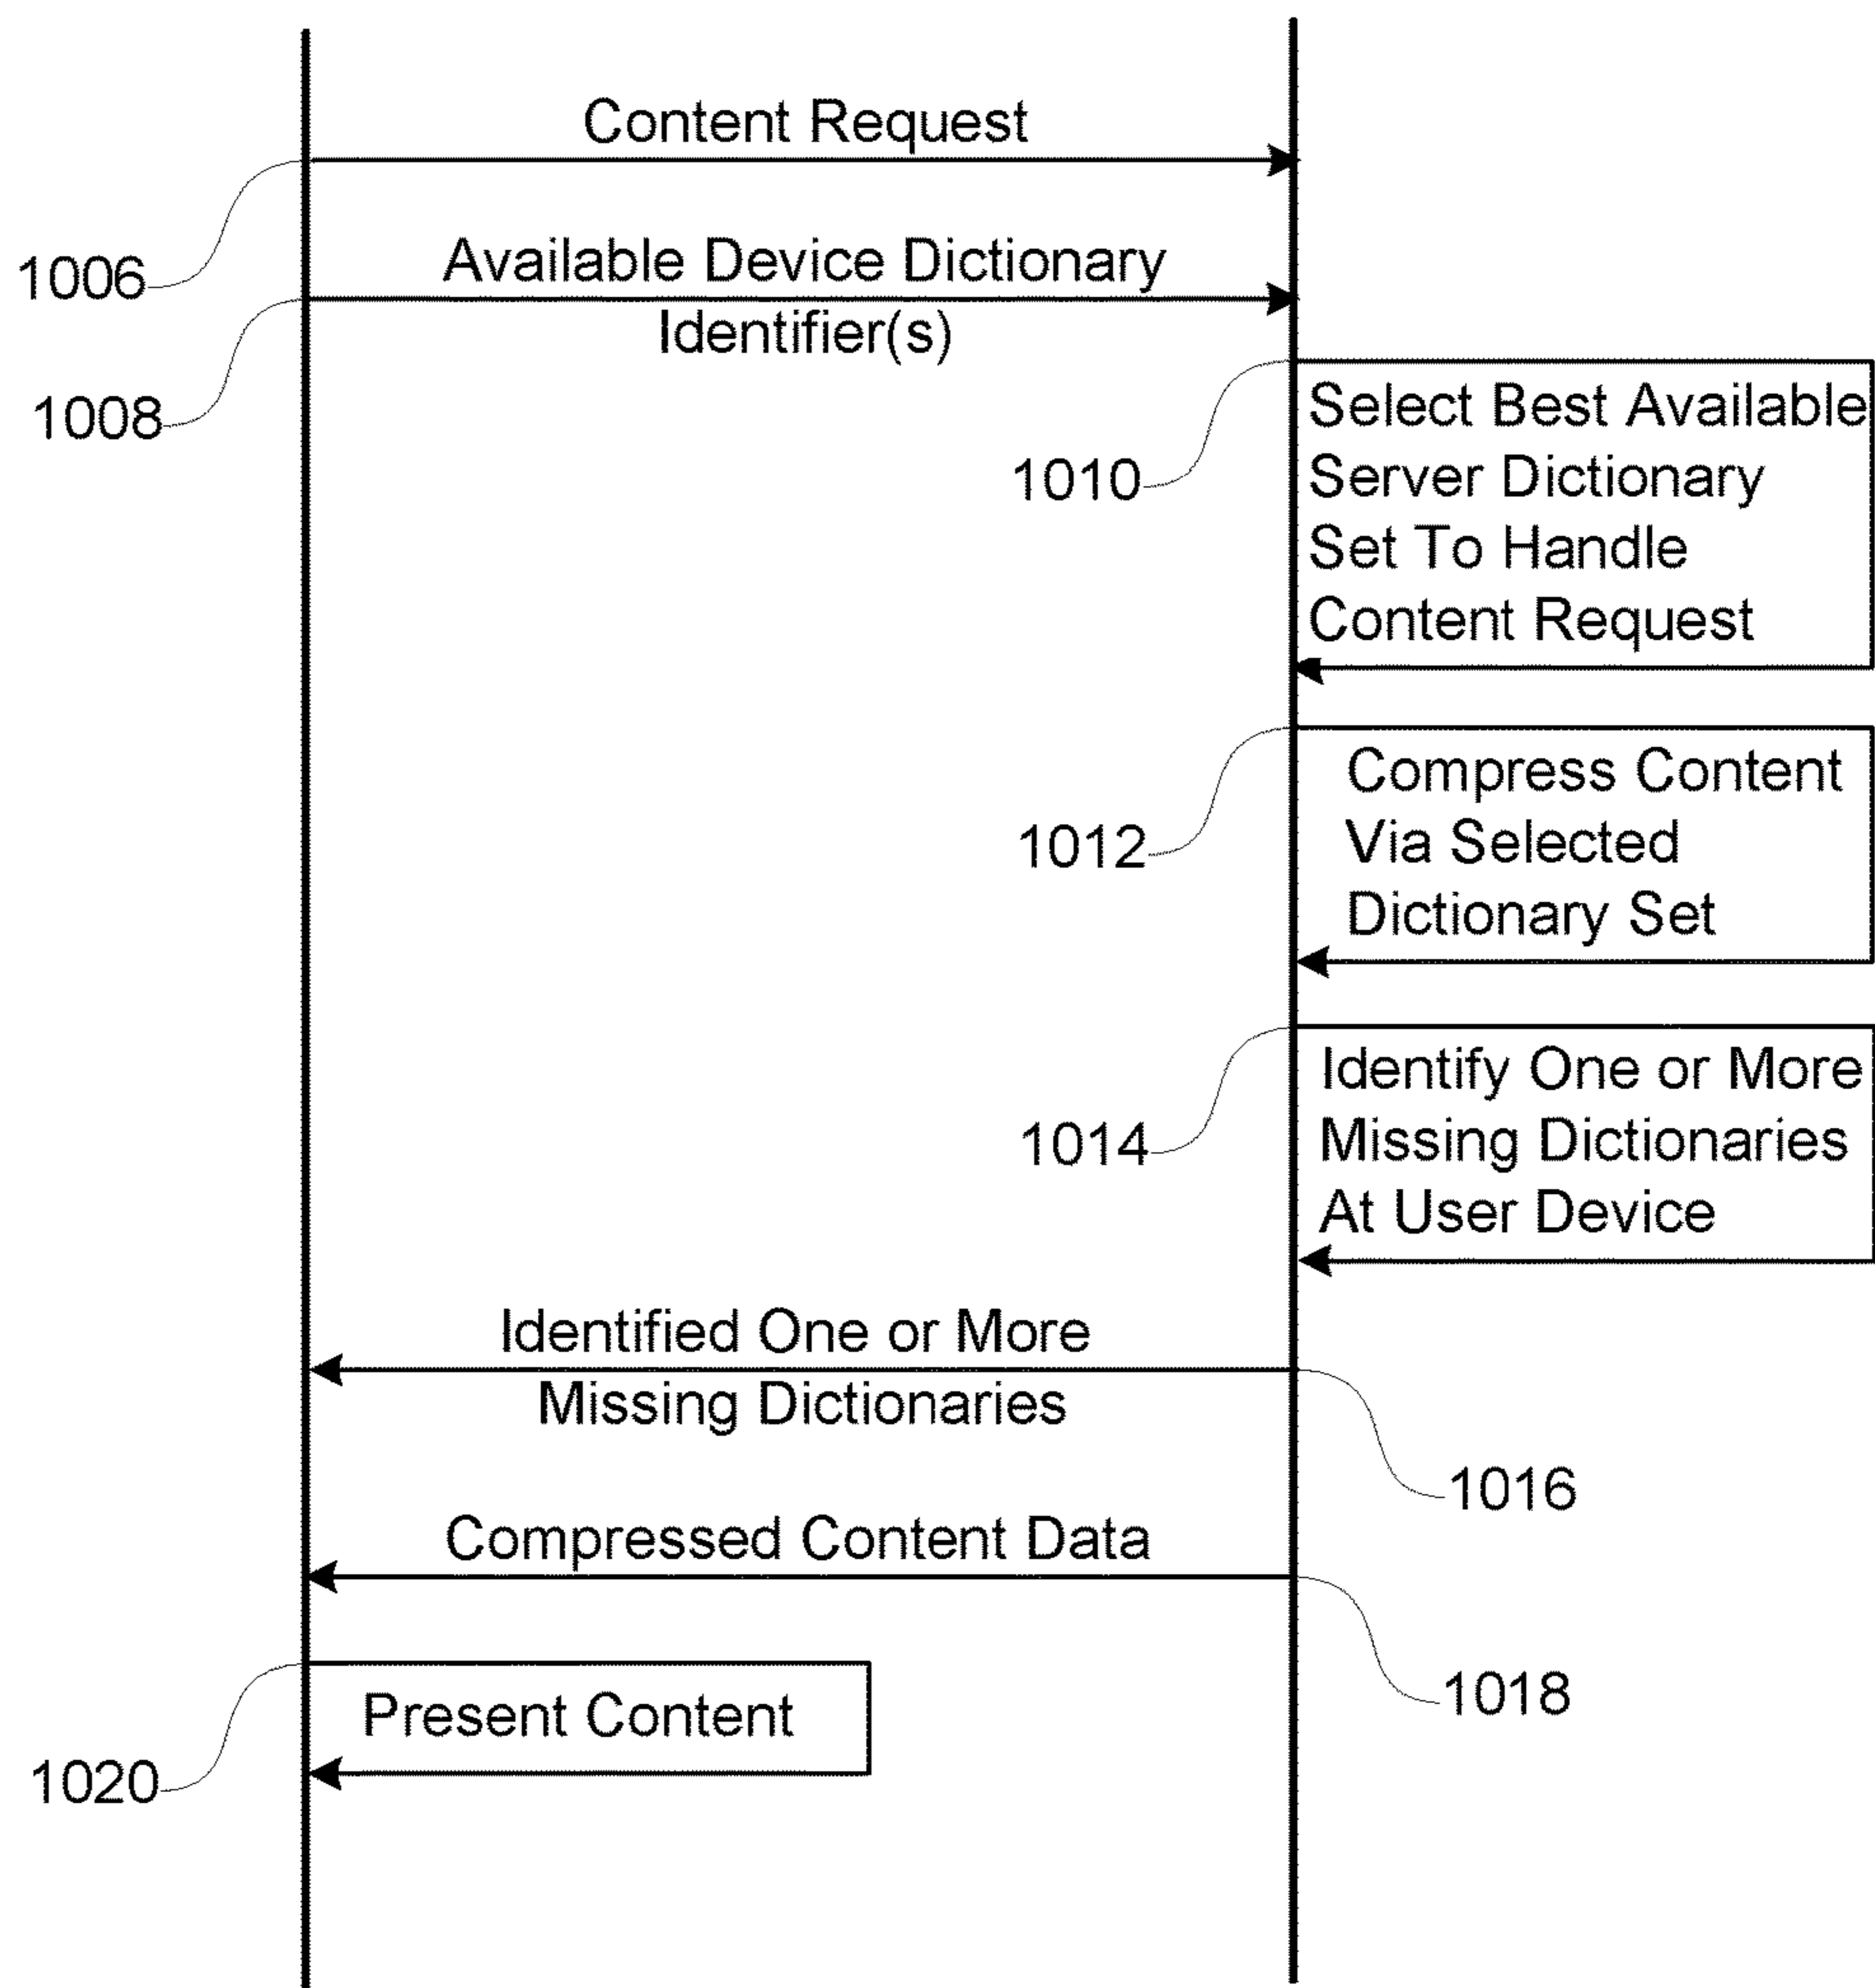 Content Request
1006
Available Device Dictionary
Identifier(s)
1008
1010
Select Best Available
Server Dictionary
Set To Handle
Content Request
1012
Compress Content
Via Selected
Dictionary Set
1014
Identify One or More
Missing Dictionaries
At User Device
Identified One or More
Missing Dictionaries
1016
Compressed Content Data
1018
Present Content
1020